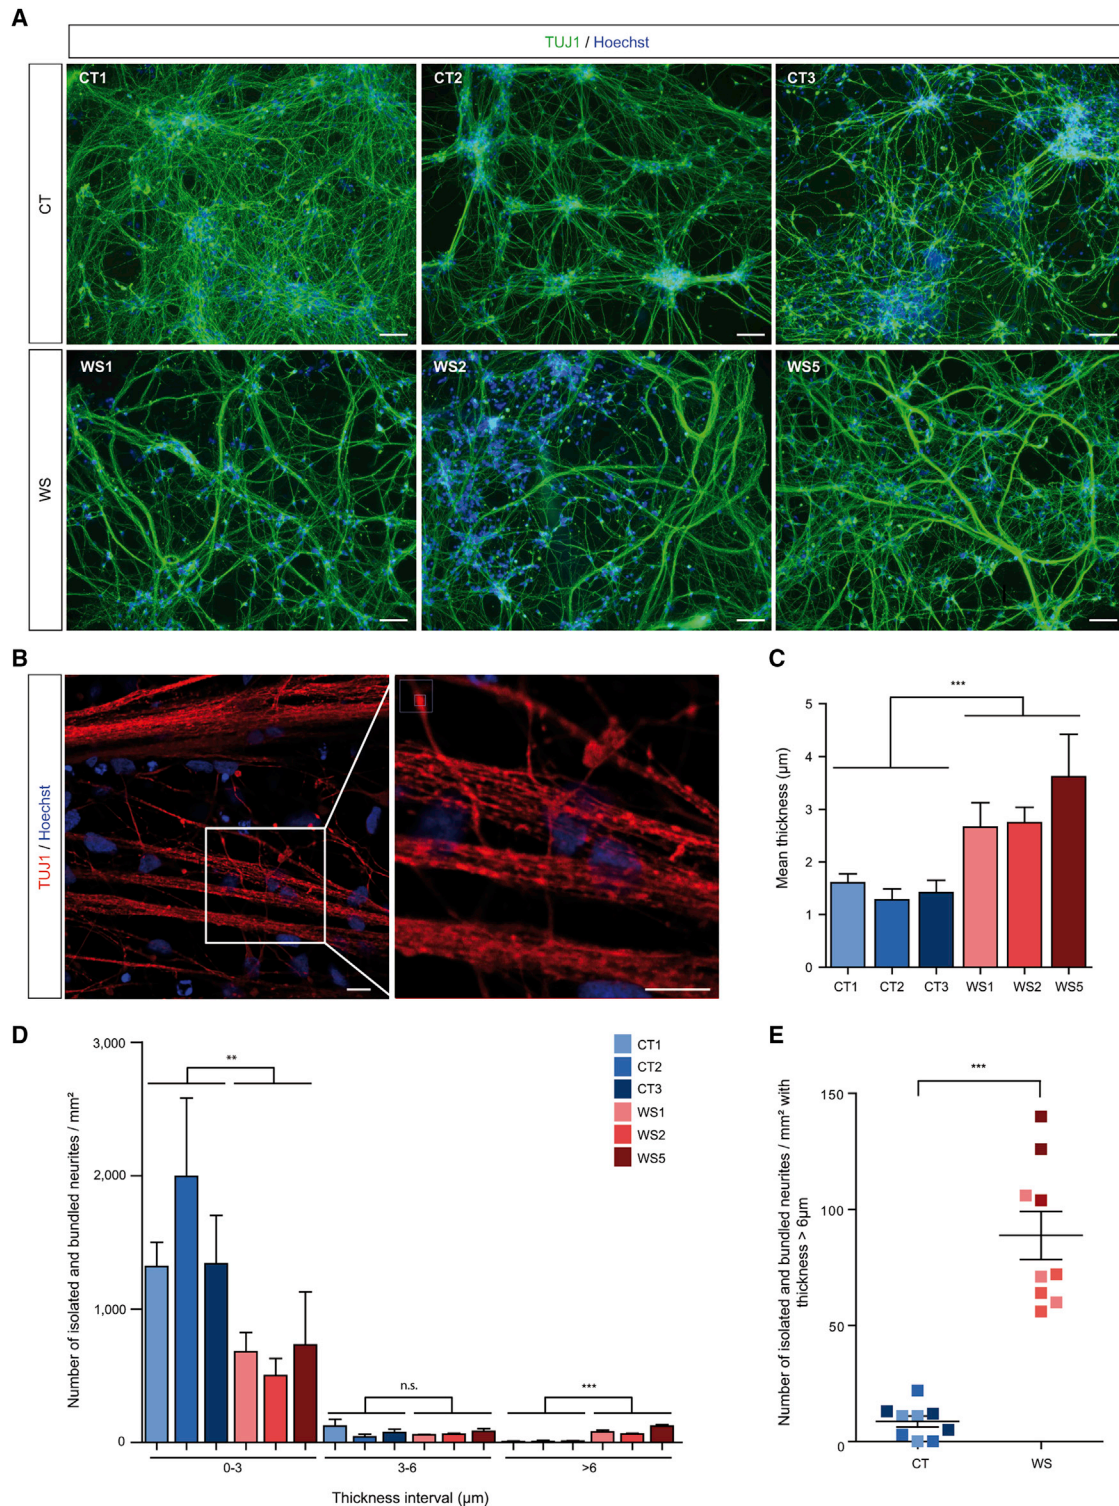 A
TUJ1 / Hoechst
CT
CT1
CT2
CT3
WS
WS1
WS2
WS5
B
TUJ1 / Hoechst
C
***
Mean thickness (µm)
5
4
3
2
1
0
CT1 CT2 CT3 WS1 WS2 WS5
D
Number of isolated and bundled neurites / mm²
3,000
2,000
1,000
0
**
n.s.
***
CT1
CT2
CT3
WS1
WS2
WS5
0-3 3-6 >6
Thickness interval (µm)
E
Number of isolated and bundled neurites / mm² with
thickness > 6µm
***
150
100
50
0
CT WS